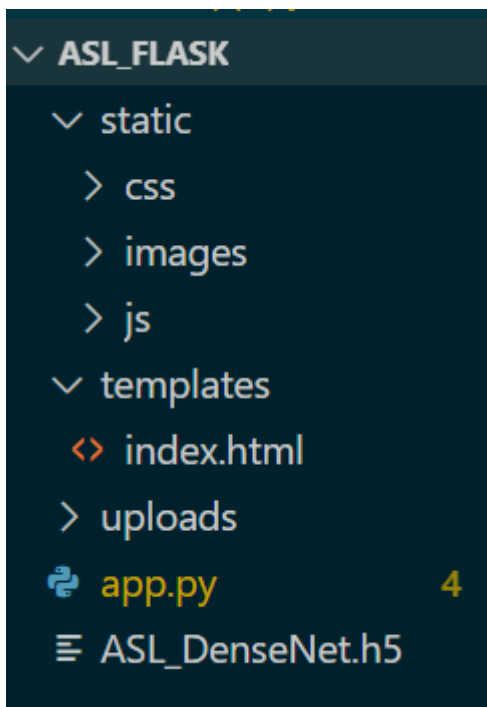 ASL_FLASK
static
css
images
js
templates
index.html
uploads
app.py 4
ASL_DenseNet.h5